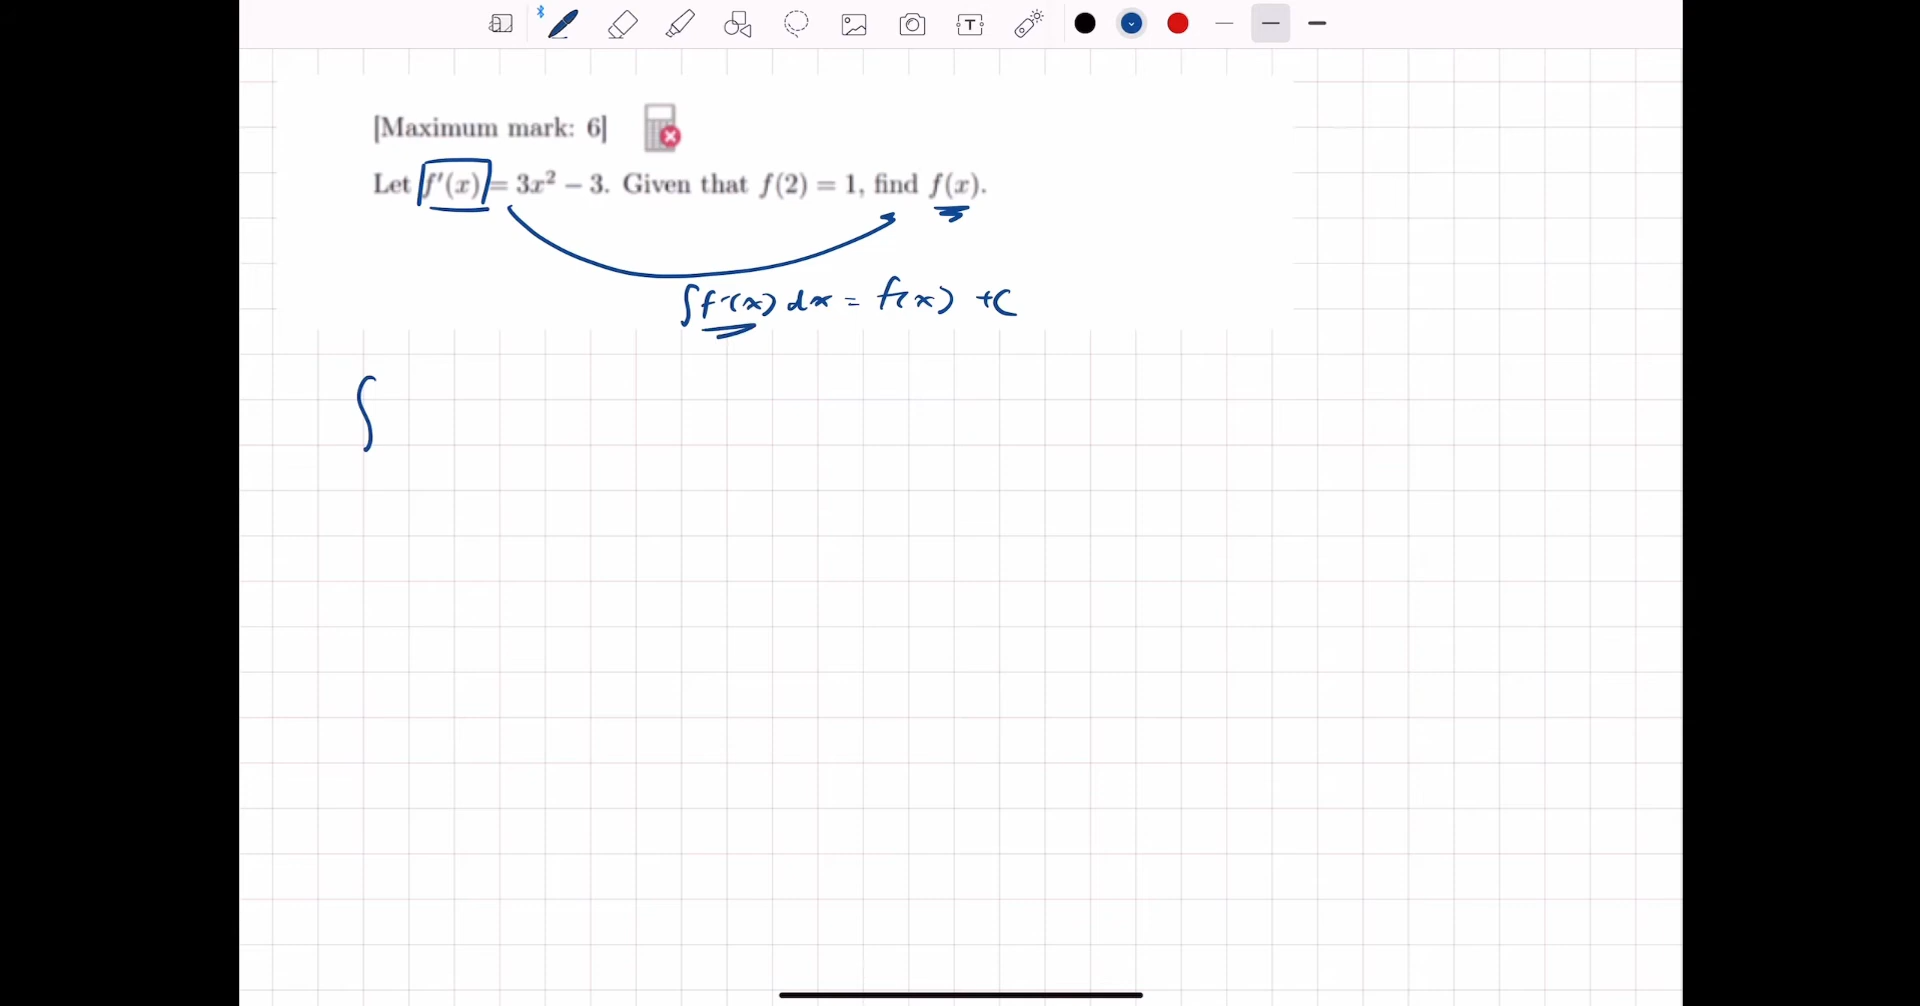 [Maximum mark: 6]
Let f′(x) = 3x² − 3. Given that f(2) = 1, find f(x).
∫f'(x) dx = f(x) + C
∫